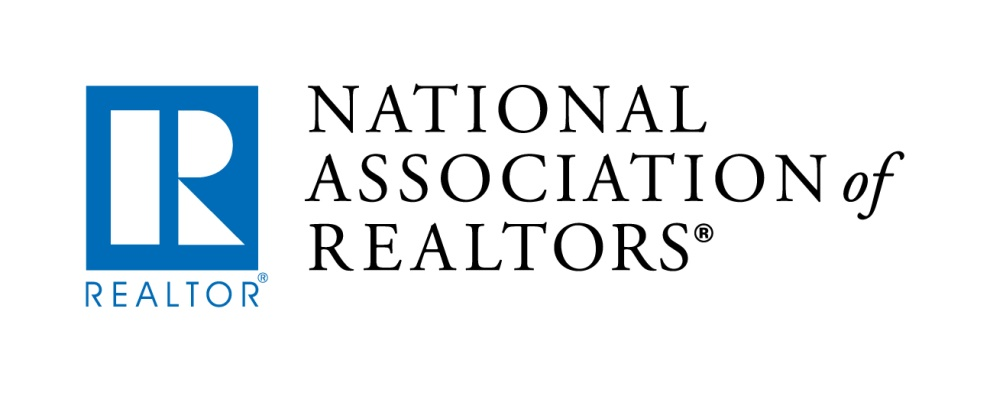 R
REALTOR®
NATIONAL
ASSOCIATION of
REALTORS®